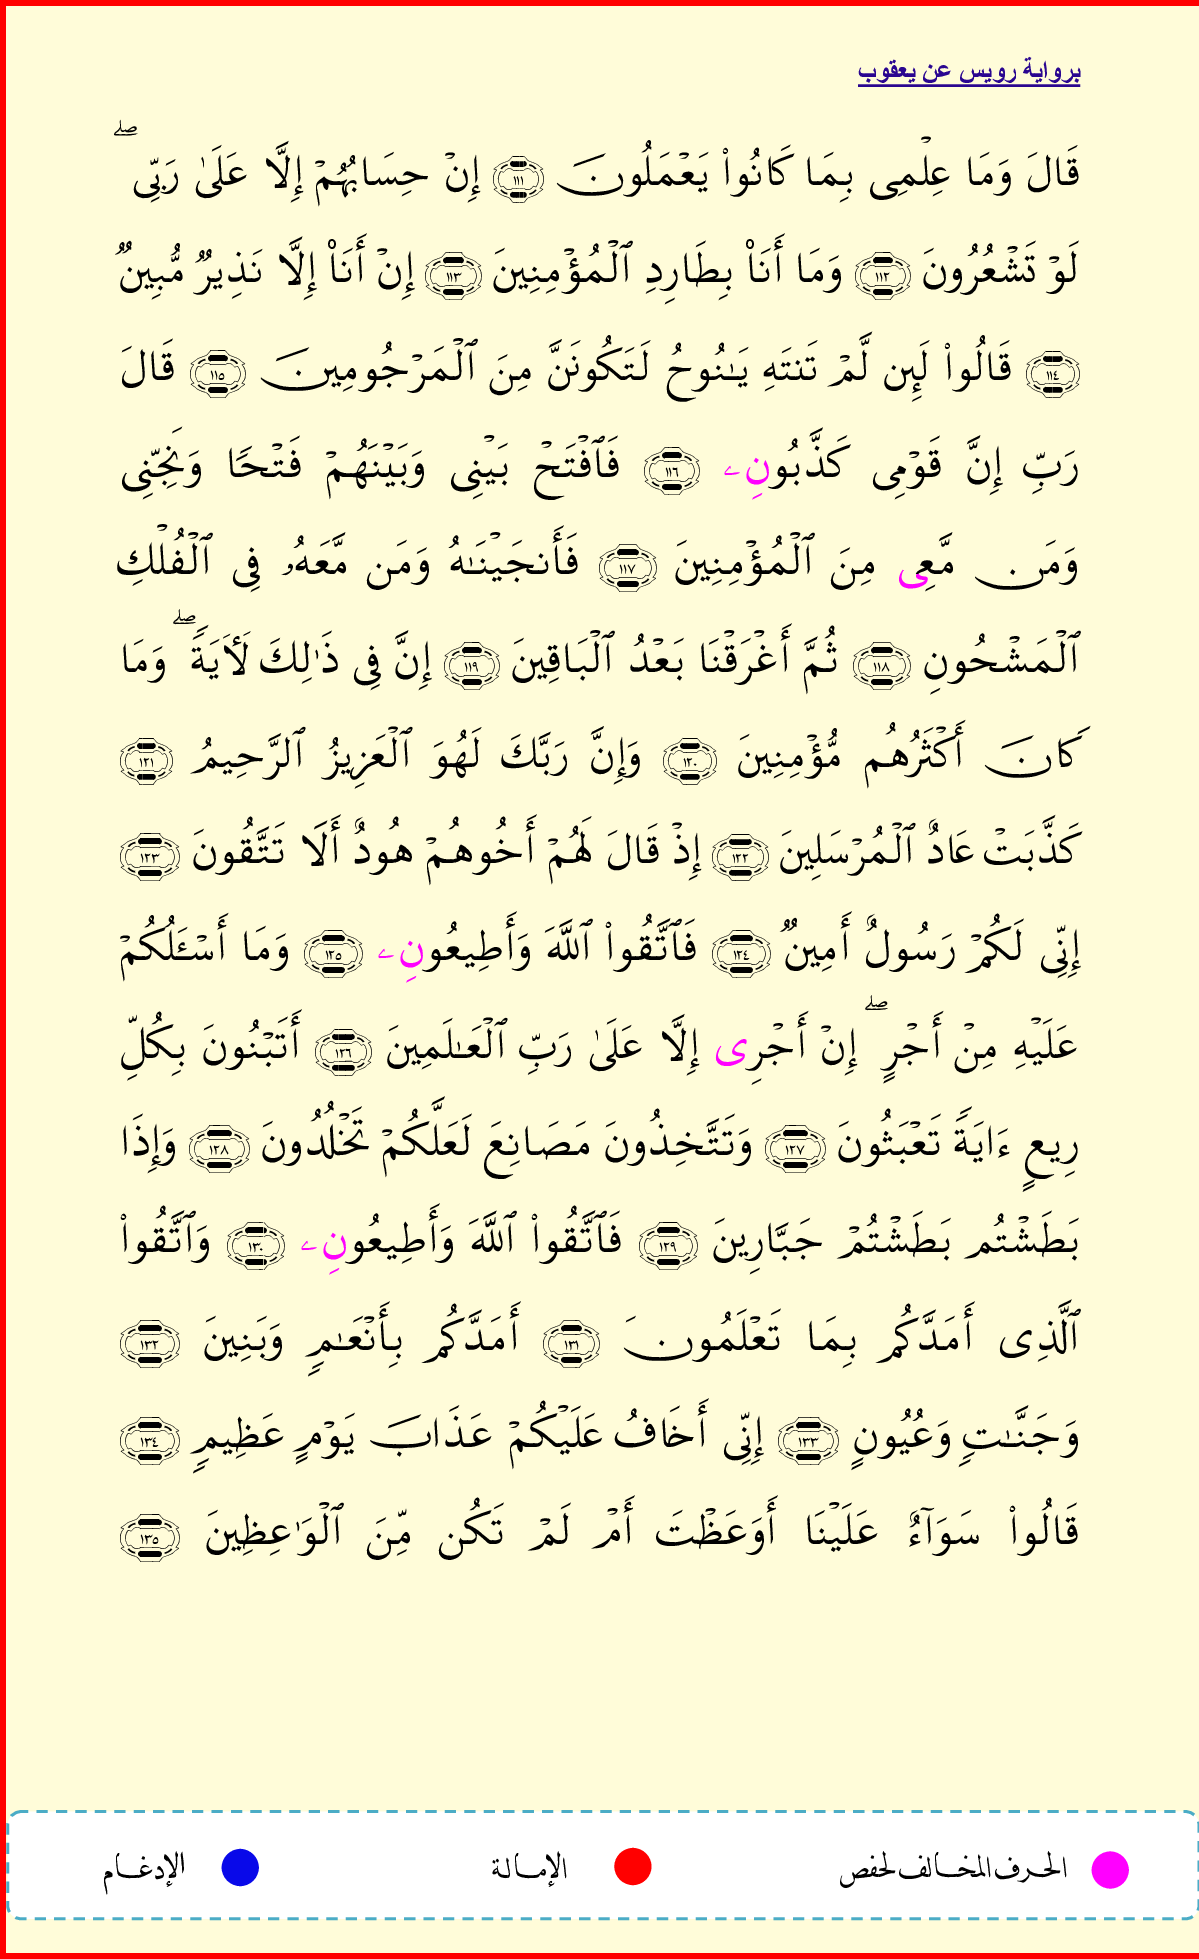 برواية رويس عن يعقوب
قَالَ وَمَا عِلۡمِي بِمَا كَانُواْ يَعۡمَلُونَ ١١١ إِنۡ حِسَابُهُمۡ إِلَّا عَلَىٰ رَبِّيۖ
لَوۡ تَشۡعُرُونَ ١١٢ وَمَا أَنَا۠ بِطَارِدِ ٱلۡمُؤۡمِنِينَ ١١٣ إِنۡ أَنَا۠ إِلَّا نَذِيرٞ مُّبِينٞ
١١٤ قَالُواْ لَئِن لَّمۡ تَنتَهِ يَٰنُوحُ لَتَكُونَنَّ مِنَ ٱلۡمَرۡجُومِينَ ١١٥ قَالَ
رَبِّ إِنَّ قَوۡمِي كَذَّبُونِۦ ١١٦ فَٱفۡتَحۡ بَيۡنِي وَبَيۡنَهُمۡ فَتۡحٗا وَنَجِّنِي
وَمَن مَّعِي مِنَ ٱلۡمُؤۡمِنِينَ ١١٧ فَأَنجَيۡنَٰهُ وَمَن مَّعَهُۥ فِي ٱلۡفُلۡكِ
ٱلۡمَشۡحُونِ ١١٨ ثُمَّ أَغۡرَقۡنَا بَعۡدُ ٱلۡبَاقِينَ ١١٩ إِنَّ فِي ذَٰلِكَ لَأٓيَةٗۖ وَمَا
كَانَ أَكۡثَرُهُم مُّؤۡمِنِينَ ١٢٠ وَإِنَّ رَبَّكَ لَهُوَ ٱلۡعَزِيزُ ٱلرَّحِيمُ ١٢١
كَذَّبَتۡ عَادٌ ٱلۡمُرۡسَلِينَ ١٢٢ إِذۡ قَالَ لَهُمۡ أَخُوهُمۡ هُودٌ أَلَا تَتَّقُونَ ١٢٣
إِنِّي لَكُمۡ رَسُولٌ أَمِينٞ ١٢٤ فَٱتَّقُواْ ٱللَّهَ وَأَطِيعُونِۦ ١٢٥ وَمَا أَسۡـَٔلُكُمۡ
عَلَيۡهِ مِنۡ أَجۡرٍۖ إِنۡ أَجۡرِي إِلَّا عَلَىٰ رَبِّ ٱلۡعَٰلَمِينَ ١٢٦ أَتَبۡنُونَ بِكُلِّ
رِيعٍ ءَايَةٗ تَعۡبَثُونَ ١٢٧ وَتَتَّخِذُونَ مَصَانِعَ لَعَلَّكُمۡ تَخۡلُدُونَ ١٢٨ وَإِذَا
بَطَشۡتُم بَطَشۡتُمۡ جَبَّارِينَ ١٢٩ فَٱتَّقُواْ ٱللَّهَ وَأَطِيعُونِۦ ١٣٠ وَٱتَّقُواْ
ٱلَّذِي أَمَدَّكُم بِمَا تَعۡلَمُونَ ١٣١ أَمَدَّكُم بِأَنۡعَٰمٖ وَبَنِينَ ١٣٢
وَجَنَّٰتٖ وَعُيُونٍ ١٣٣ إِنِّي أَخَافُ عَلَيۡكُمۡ عَذَابَ يَوۡمٍ عَظِيمٖ ١٣٤
قَالُواْ سَوَآءٌ عَلَيۡنَا أَوَعَظۡتَ أَمۡ لَمۡ تَكُن مِّنَ ٱلۡوَٰعِظِينَ ١٣٥
الحرف المخالف لحفص
الإمالة
الإدغام